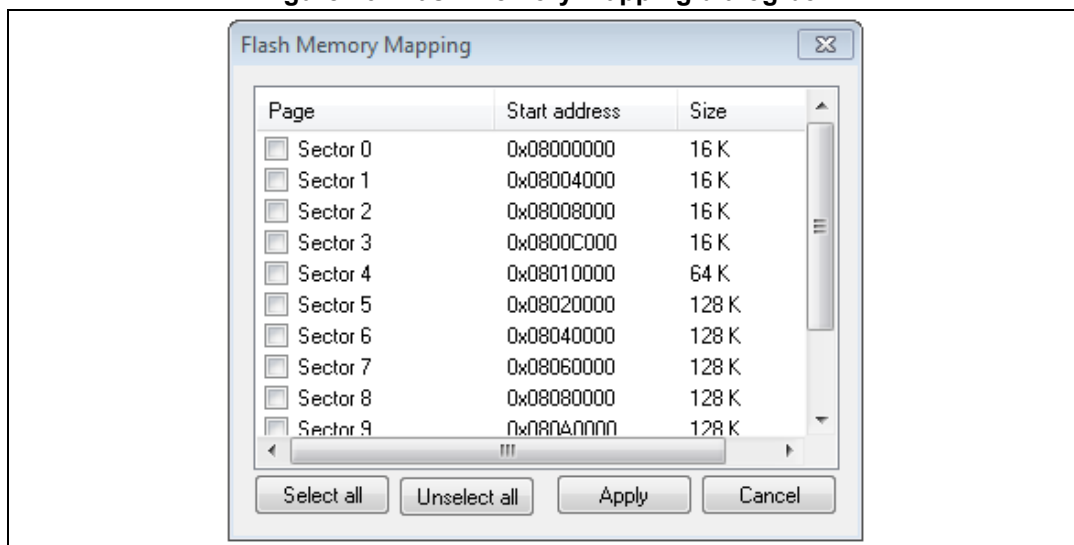 Flash Memory Mapping
Page Start address Size
Sector 0 0x08000000 16 K
Sector 1 0x08004000 16 K
Sector 2 0x08008000 16 K
Sector 3 0x0800C000 16 K
Sector 4 0x08010000 64 K
Sector 5 0x08020000 128 K
Sector 6 0x08040000 128 K
Sector 7 0x08060000 128 K
Sector 8 0x08080000 128 K
Sector 9 0x080A0000 128 K
Select all Unselect all Apply Cancel